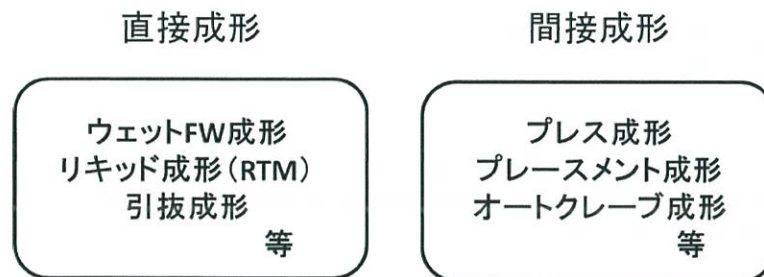 直接成形
ウェットFW成形
リキッド成形（RTM）
引抜成形
等
間接成形
プレス成形
プレースメント成形
オートクレーブ成形
等